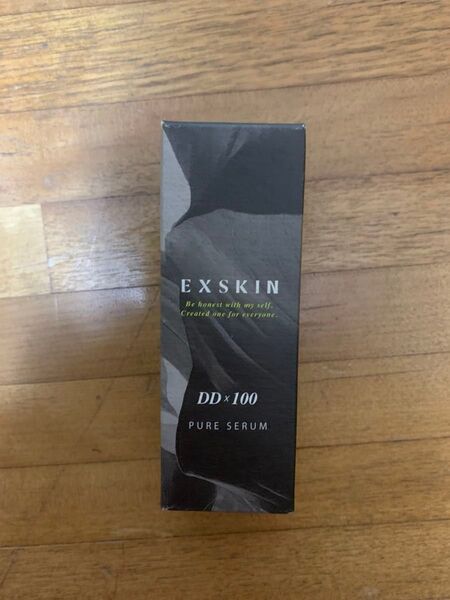 EXSKIN
Be honest with my self.
Created one for everyone.
DD x 100
PURE SERUM